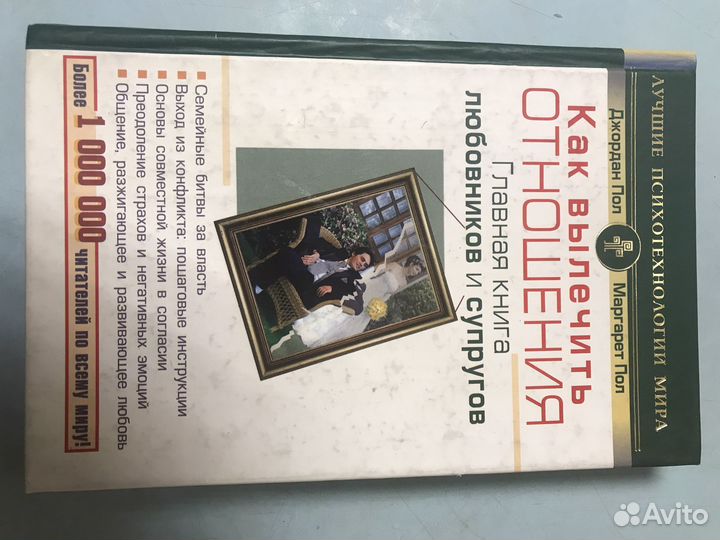 ЛУЧШИЕ ПСИХОТЕХНОЛОГИИ МИРА
Джордан Пол Маргарет Пол
Как вылечить
ОТНОШЕНИЯ
Главная книга
любовников и супругов
Семейные битвы за власть
Выход из конфликта: пошаговые инструкции
Основы совместной жизни в согласии
Преодоление страхов и негативных эмоций
Общение, разжигающее и развивающее любовь
Более 1 000 000 читателей по всему миру!
Avito